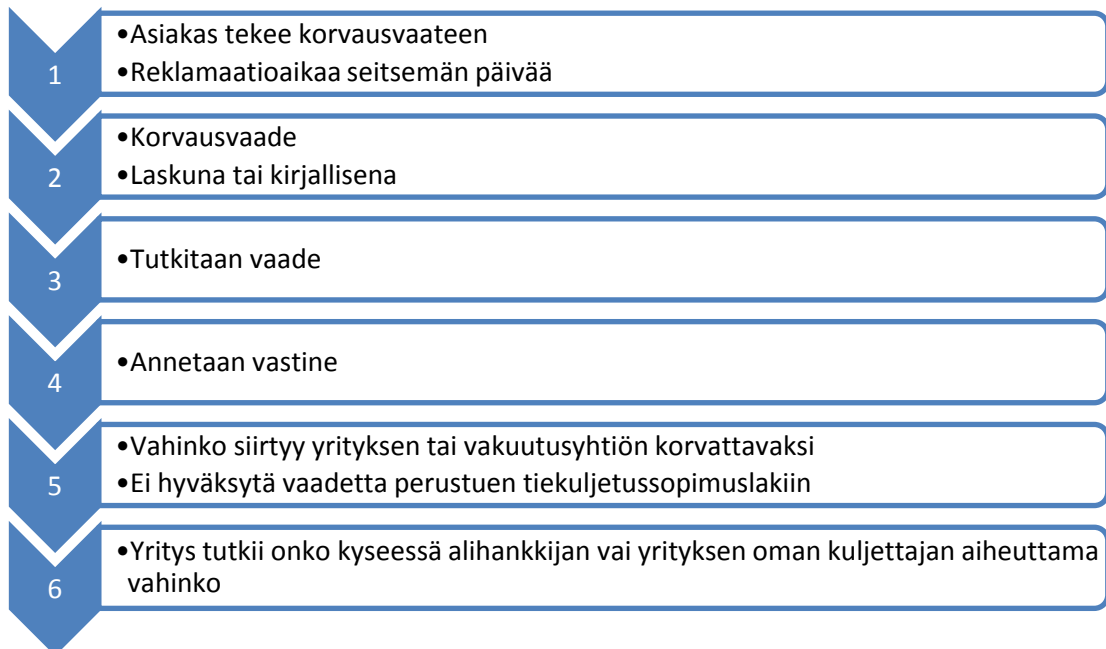 1
•Asiakas tekee korvausvaateen
•Reklamaatioaikaa seitsemän päivää
2
•Korvausvaade
•Laskuna tai kirjallisena
3
•Tutkitaan vaade
4
•Annetaan vastine
5
•Vahinko siirtyy yrityksen tai vakuutusyhtiön korvattavaksi
•Ei hyväksytä vaadetta perustuen tiekuljetussopimuslakiin
6
•Yritys tutkii onko kyseessä alihankkijan vai yrityksen oman kuljettajan aiheuttama
vahinko